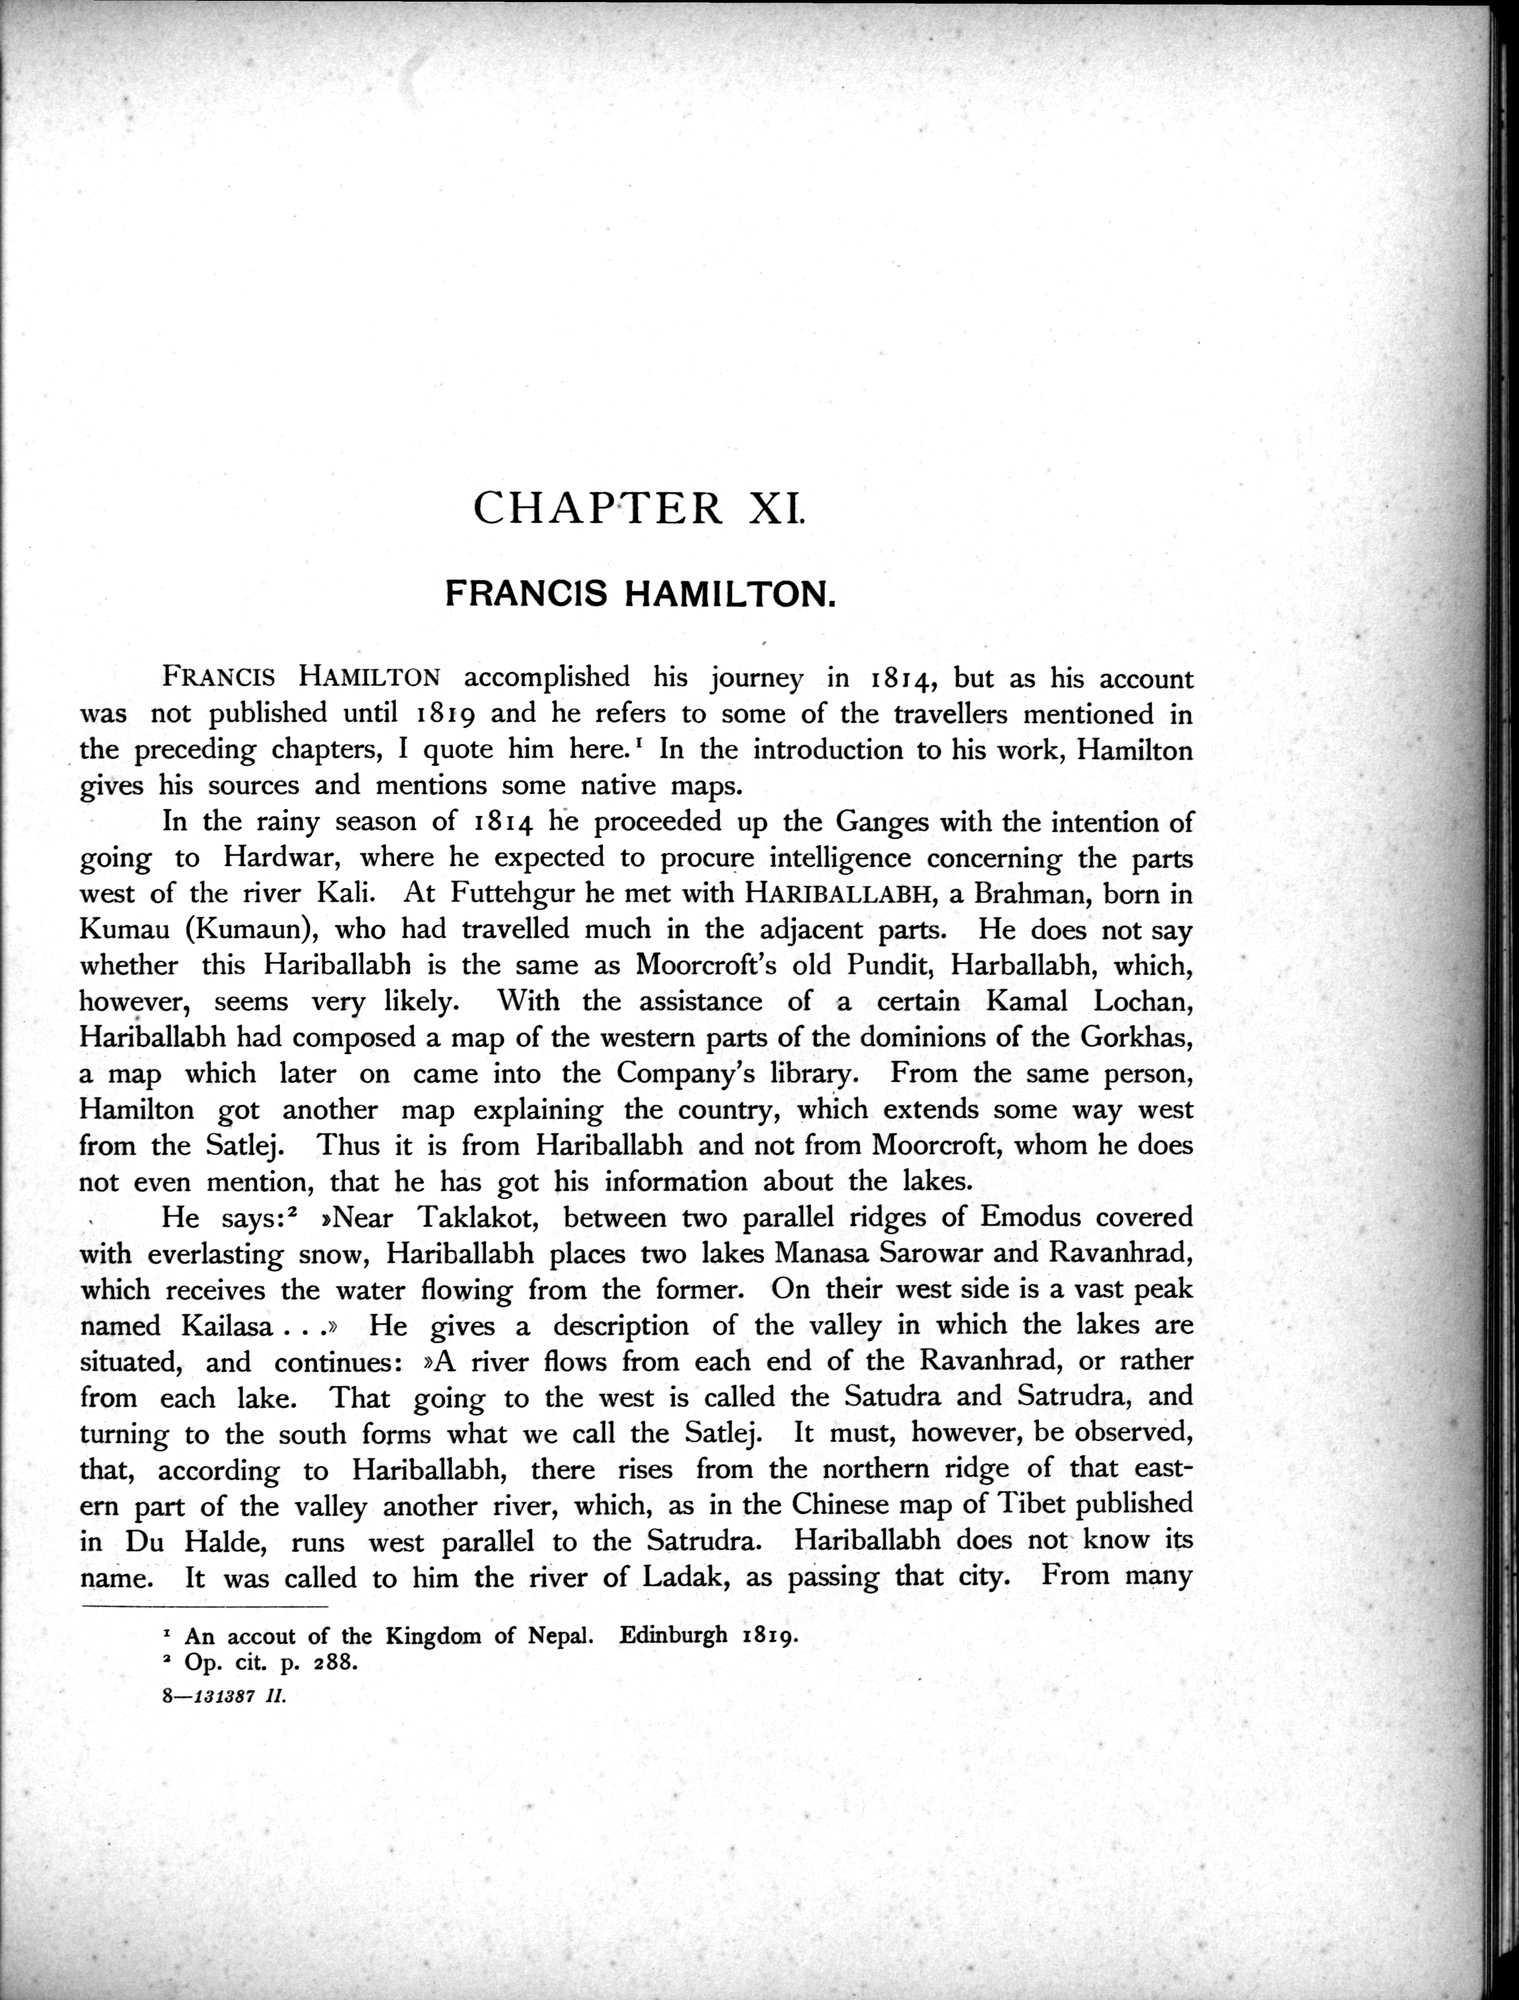 CHAPTER XI.
FRANCIS HAMILTON.
FRANCIS HAMILTON accomplished his journey in 1814, but as his account
was not published until 1819 and he refers to some of the travellers mentioned in
the preceding chapters, I quote him here.¹ In the introduction to his work, Hamilton
gives his sources and mentions some native maps.
In the rainy season of 1814 he proceeded up the Ganges with the intention of
going to Hardwar, where he expected to procure intelligence concerning the parts
west of the river Kali. At Futtehgur he met with HARIBALLABH, a Brahman, born in
Kumau (Kumaun), who had travelled much in the adjacent parts. He does not say
whether this Hariballabh is the same as Moorcroft's old Pundit, Harballabh, which,
however, seems very likely. With the assistance of a certain Kamal Lochan,
Hariballabh had composed a map of the western parts of the dominions of the Gorkhas,
a map which later on came into the Company's library. From the same person,
Hamilton got another map explaining the country, which extends some way west
from the Satlej. Thus it is from Hariballabh and not from Moorcroft, whom he does
not even mention, that he has got his information about the lakes.
He says:² »Near Taklakot, between two parallel ridges of Emodus covered
with everlasting snow, Hariballabh places two lakes Manasa Sarowar and Ravanhrad,
which receives the water flowing from the former. On their west side is a vast peak
named Kailasa . . .» He gives a description of the valley in which the lakes are
situated, and continues: »A river flows from each end of the Ravanhrad, or rather
from each lake. That going to the west is called the Satudra and Satrudra, and
turning to the south forms what we call the Satlej. It must, however, be observed,
that, according to Hariballabh, there rises from the northern ridge of that east-
ern part of the valley another river, which, as in the Chinese map of Tibet published
in Du Halde, runs west parallel to the Satrudra. Hariballabh does not know its
name. It was called to him the river of Ladak, as passing that city. From many
¹ An accout of the Kingdom of Nepal. Edinburgh 1819.
² Op. cit. p. 288.
8—131387 II.